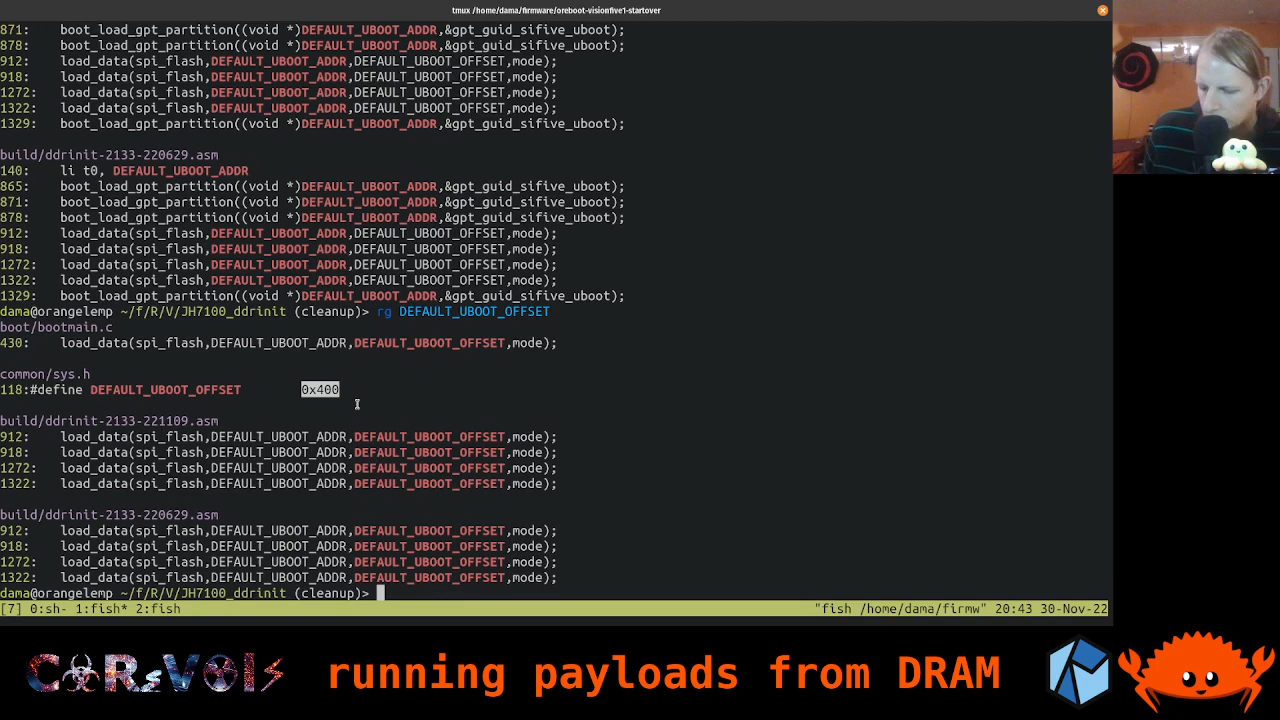 tmux /home/dama/firmware/oreboot-visionfive1-startover
871:    boot_load_gpt_partition((void *)DEFAULT_UBOOT_ADDR,&gpt_guid_sifive_uboot);
878:    boot_load_gpt_partition((void *)DEFAULT_UBOOT_ADDR,&gpt_guid_sifive_uboot);
912:    load_data(spi_flash,DEFAULT_UBOOT_ADDR,DEFAULT_UBOOT_OFFSET,mode);
918:    load_data(spi_flash,DEFAULT_UBOOT_ADDR,DEFAULT_UBOOT_OFFSET,mode);
1272:   load_data(spi_flash,DEFAULT_UBOOT_ADDR,DEFAULT_UBOOT_OFFSET,mode);
1322:   load_data(spi_flash,DEFAULT_UBOOT_ADDR,DEFAULT_UBOOT_OFFSET,mode);
1329:   boot_load_gpt_partition((void *)DEFAULT_UBOOT_ADDR,&gpt_guid_sifive_uboot);
build/ddrinit-2133-220629.asm
140:    li t0, DEFAULT_UBOOT_ADDR
865:    boot_load_gpt_partition((void *)DEFAULT_UBOOT_ADDR,&gpt_guid_sifive_uboot);
871:    boot_load_gpt_partition((void *)DEFAULT_UBOOT_ADDR,&gpt_guid_sifive_uboot);
878:    boot_load_gpt_partition((void *)DEFAULT_UBOOT_ADDR,&gpt_guid_sifive_uboot);
912:    load_data(spi_flash,DEFAULT_UBOOT_ADDR,DEFAULT_UBOOT_OFFSET,mode);
918:    load_data(spi_flash,DEFAULT_UBOOT_ADDR,DEFAULT_UBOOT_OFFSET,mode);
1272:   load_data(spi_flash,DEFAULT_UBOOT_ADDR,DEFAULT_UBOOT_OFFSET,mode);
1322:   load_data(spi_flash,DEFAULT_UBOOT_ADDR,DEFAULT_UBOOT_OFFSET,mode);
1329:   boot_load_gpt_partition((void *)DEFAULT_UBOOT_ADDR,&gpt_guid_sifive_uboot);
dama@orangelemp ~/f/R/V/JH7100_ddrinit (cleanup)> rg DEFAULT_UBOOT_OFFSET
boot/bootmain.c
430:    load_data(spi_flash,DEFAULT_UBOOT_ADDR,DEFAULT_UBOOT_OFFSET,mode);
common/sys.h
118:#define DEFAULT_UBOOT_OFFSET        0x400
build/ddrinit-2133-221109.asm
912:    load_data(spi_flash,DEFAULT_UBOOT_ADDR,DEFAULT_UBOOT_OFFSET,mode);
918:    load_data(spi_flash,DEFAULT_UBOOT_ADDR,DEFAULT_UBOOT_OFFSET,mode);
1272:   load_data(spi_flash,DEFAULT_UBOOT_ADDR,DEFAULT_UBOOT_OFFSET,mode);
1322:   load_data(spi_flash,DEFAULT_UBOOT_ADDR,DEFAULT_UBOOT_OFFSET,mode);
build/ddrinit-2133-220629.asm
912:    load_data(spi_flash,DEFAULT_UBOOT_ADDR,DEFAULT_UBOOT_OFFSET,mode);
918:    load_data(spi_flash,DEFAULT_UBOOT_ADDR,DEFAULT_UBOOT_OFFSET,mode);
1272:   load_data(spi_flash,DEFAULT_UBOOT_ADDR,DEFAULT_UBOOT_OFFSET,mode);
1322:   load_data(spi_flash,DEFAULT_UBOOT_ADDR,DEFAULT_UBOOT_OFFSET,mode);
dama@orangelemp ~/f/R/V/JH7100_ddrinit (cleanup)>
[7] 0:sh- 1:fish* 2:fish "fish /home/dama/firmw" 20:43 30-Nov-22
running payloads from DRAM